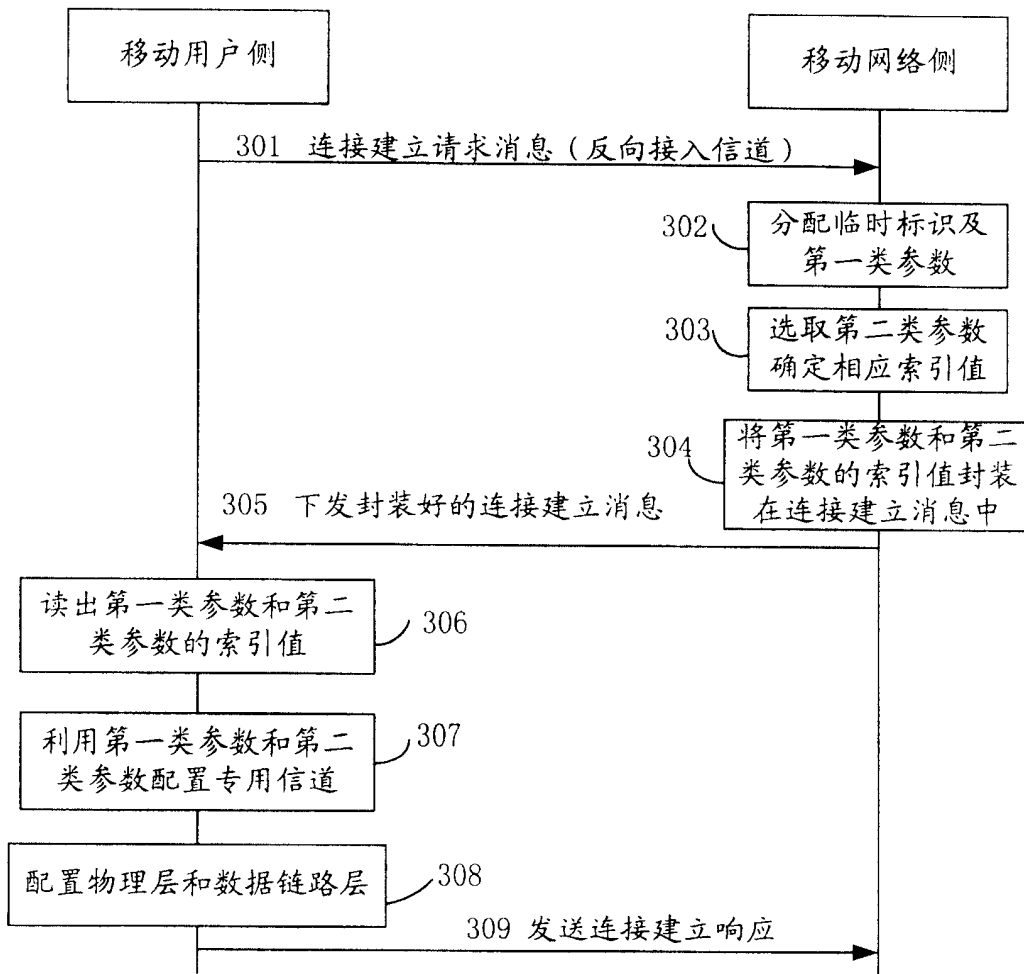 移动用户侧
移动网络侧
301 连接建立请求消息(反向接入信道)
302
分配临时标识及
第一类参数
303
选取第二类参数
确定相应索引值
304
将第一类参数和第二
类参数的索引值封装
在连接建立消息中
305 下发封装好的连接建立消息
读出第一类参数和第二
类参数的索引值
306
利用第一类参数和第二
类参数配置专用信道
307
配置物理层和数据链路层
308
309 发送连接建立响应